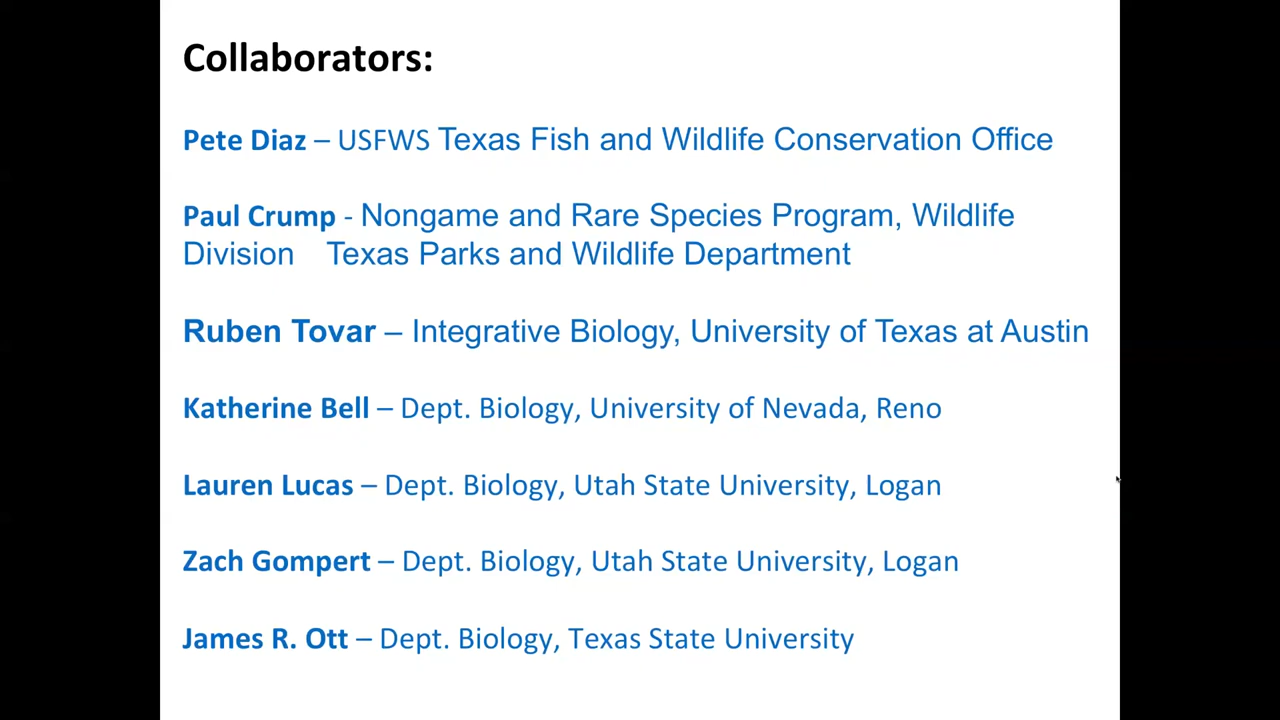 Collaborators:
Pete Diaz – USFWS Texas Fish and Wildlife Conservation Office
Paul Crump - Nongame and Rare Species Program, Wildlife
Division    Texas Parks and Wildlife Department
Ruben Tovar – Integrative Biology, University of Texas at Austin
Katherine Bell – Dept. Biology, University of Nevada, Reno
Lauren Lucas – Dept. Biology, Utah State University, Logan
Zach Gompert – Dept. Biology, Utah State University, Logan
James R. Ott – Dept. Biology, Texas State University